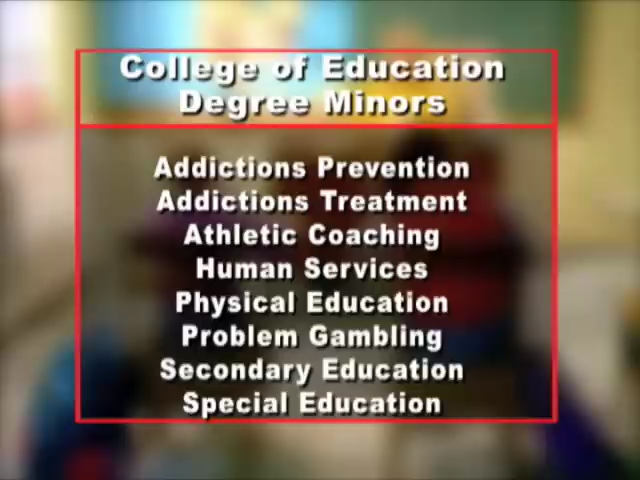 College of Education
Degree Minors
Addictions Prevention
Addictions Treatment
Athletic Coaching
Human Services
Physical Education
Problem Gambling
Secondary Education
Special Education